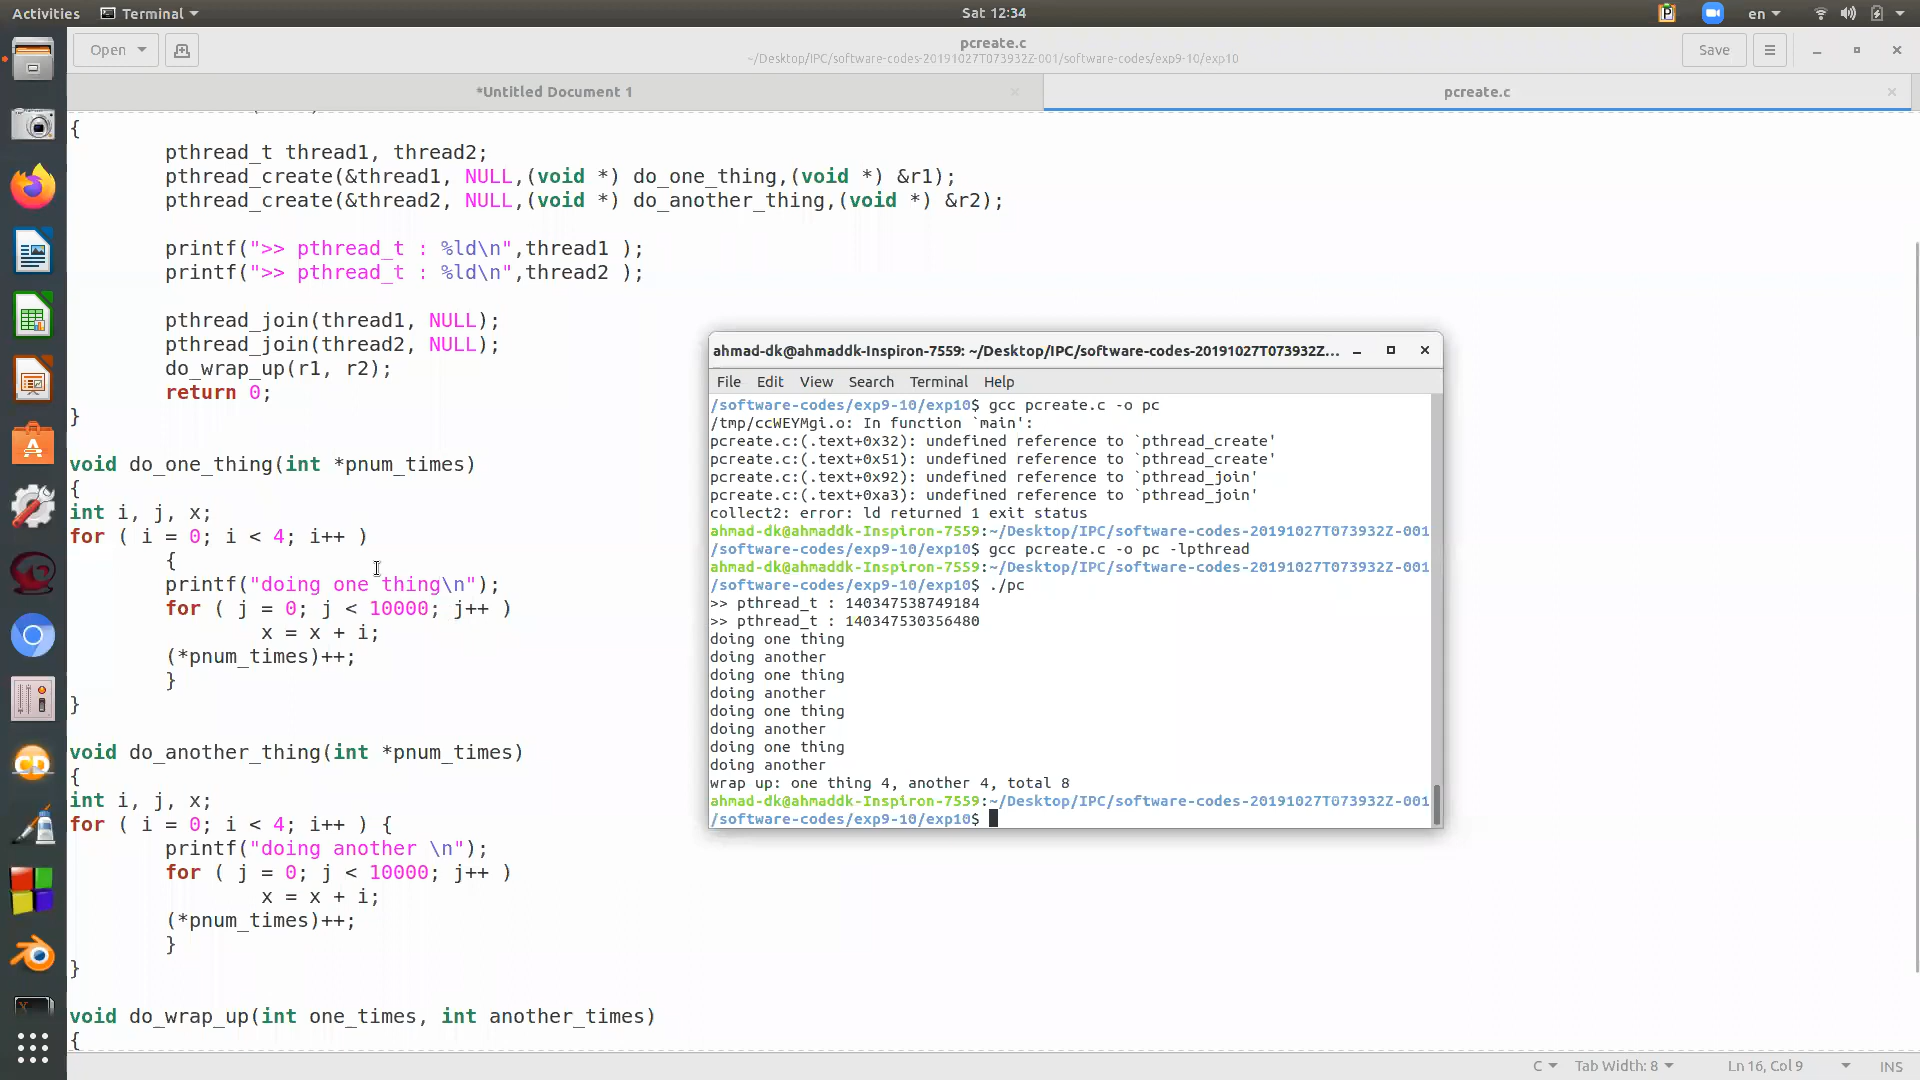 Activities Terminal Sat 12:34 en
Open pcreate.c Save
~/Desktop/IPC/software-codes-20191027T073932Z-001/software-codes/exp9-10/exp10
*Untitled Document 1 pcreate.c
{
pthread_t thread1, thread2;
pthread_create(&thread1, NULL,(void *) do_one_thing,(void *) &r1);
pthread_create(&thread2, NULL,(void *) do_another_thing,(void *) &r2);
printf(">> pthread_t : %ld\n",thread1 );
printf(">> pthread_t : %ld\n",thread2 );
pthread_join(thread1, NULL);
pthread_join(thread2, NULL);
do_wrap_up(r1, r2);
return 0;
}
void do_one_thing(int *pnum_times)
{
int i, j, x;
for ( i = 0; i < 4; i++ )
{
printf("doing one thing\n");
for ( j = 0; j < 10000; j++ )
x = x + i;
(*pnum_times)++;
}
}
void do_another_thing(int *pnum_times)
{
int i, j, x;
for ( i = 0; i < 4; i++ ) {
printf("doing another \n");
for ( j = 0; j < 10000; j++ )
x = x + i;
(*pnum_times)++;
}
}
void do_wrap_up(int one_times, int another_times)
{
ahmad-dk@ahmaddk-Inspiron-7559: ~/Desktop/IPC/software-codes-20191027T073932Z...
File Edit View Search Terminal Help
/software-codes/exp9-10/exp10$ gcc pcreate.c -o pc
/tmp/ccWEYMgi.o: In function `main':
pcreate.c:(.text+0x32): undefined reference to `pthread_create'
pcreate.c:(.text+0x51): undefined reference to `pthread_create'
pcreate.c:(.text+0x92): undefined reference to `pthread_join'
pcreate.c:(.text+0xa3): undefined reference to `pthread_join'
collect2: error: ld returned 1 exit status
ahmad-dk@ahmaddk-Inspiron-7559:~/Desktop/IPC/software-codes-20191027T073932Z-001
/software-codes/exp9-10/exp10$ gcc pcreate.c -o pc -lpthread
ahmad-dk@ahmaddk-Inspiron-7559:~/Desktop/IPC/software-codes-20191027T073932Z-001
/software-codes/exp9-10/exp10$ ./pc
>> pthread_t : 140347538749184
>> pthread_t : 140347530356480
doing one thing
doing another
doing one thing
doing another
doing one thing
doing another
doing one thing
doing another
wrap up: one thing 4, another 4, total 8
ahmad-dk@ahmaddk-Inspiron-7559:~/Desktop/IPC/software-codes-20191027T073932Z-001
/software-codes/exp9-10/exp10$
C Tab Width: 8 Ln 16, Col 9 INS